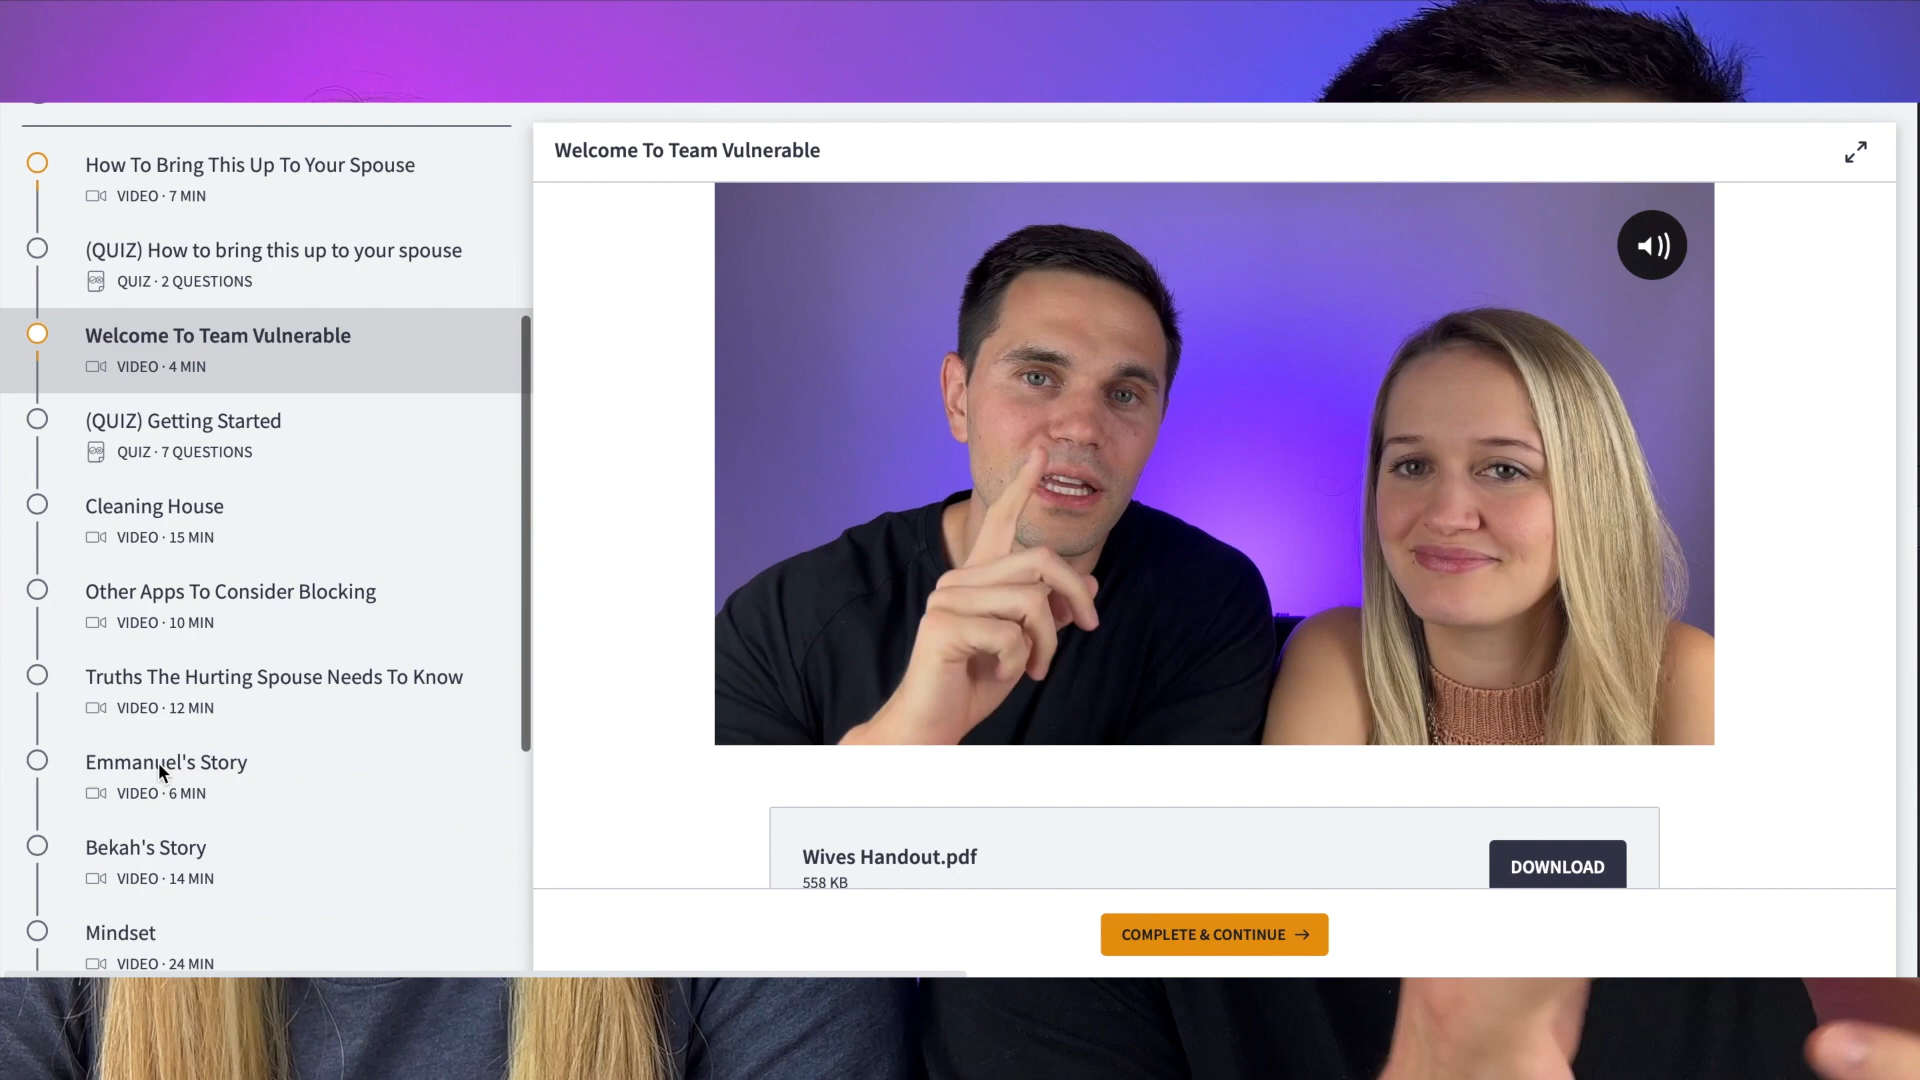 How To Bring This Up To Your Spouse
VIDEO · 7 MIN
(QUIZ) How to bring this up to your spouse
QUIZ · 2 QUESTIONS
Welcome To Team Vulnerable
VIDEO · 4 MIN
(QUIZ) Getting Started
QUIZ · 7 QUESTIONS
Cleaning House
VIDEO · 15 MIN
Other Apps To Consider Blocking
VIDEO · 10 MIN
Truths The Hurting Spouse Needs To Know
VIDEO · 12 MIN
Emmanuel's Story
VIDEO · 6 MIN
Bekah's Story
VIDEO · 14 MIN
Mindset
VIDEO · 24 MIN
Welcome To Team Vulnerable
Wives Handout.pdf
558 KB
DOWNLOAD
COMPLETE & CONTINUE →